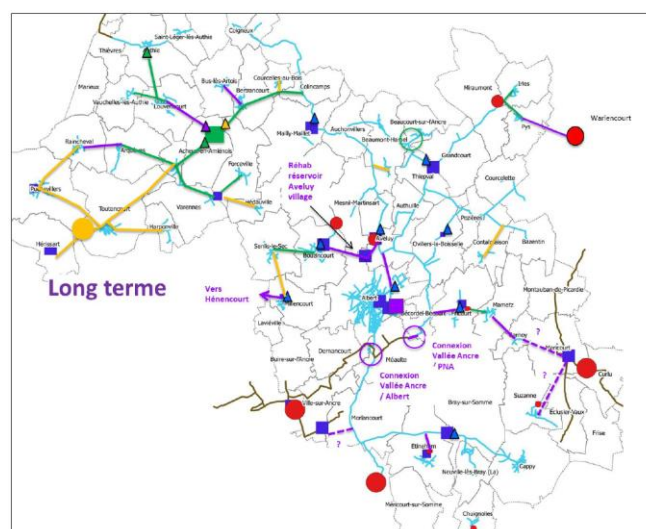 Saint-Léger-lès-Authie
Coigneux
Thièvres
Authie
Marieux
Bus-lès-Artois
Courcelles-au-Bois
Colincamps
Bertrancourt
Vauchelles-les-Authie
Louvencourt
Miraumont
Irles
Pys
Warlencourt
Mailly-Maillet
Auchonvillers
Beaucourt-sur-l'Ancre
Beaumont-Hamel
Grandcourt
Courcelette
Raincheval
Arquèves
Acheux-en-Amiénois
Forceville
Réhab
réservoir
Aveluy
village
Thiepval
Puchevillers
Toutencourt
Varennes
Hédauville
Mesnil-Martinsart
Authuille
Pozières
Harponville
Hérissart
Senlis-le-Sec
Bouzincourt
Aveluy
Ovillers-la-Boisselle
Contalmaison
Bazentin
Long terme
Vers
Hénencourt
Millencourt
Albert
Bécordel-Bécourt
Fricourt
Mametz
Montauban-de-Picardie
Laviéville
Carnoy
?
Maricourt
Buire-sur-l'Ancre
Dernancourt
Méaulte
Connexion
Vallée Ancre
/ PNA
Connexion
Vallée Ancre
/ Albert
Curlu
Suzanne
?
Éclusier-Vaux
Ville-sur-Ancre
Morlancourt
Bray-sur-Somme
Frise
?
Etinehem
Neuville-lès-Bray (La)
Cappy
Méricourt-sur-Somme
Chuignolles